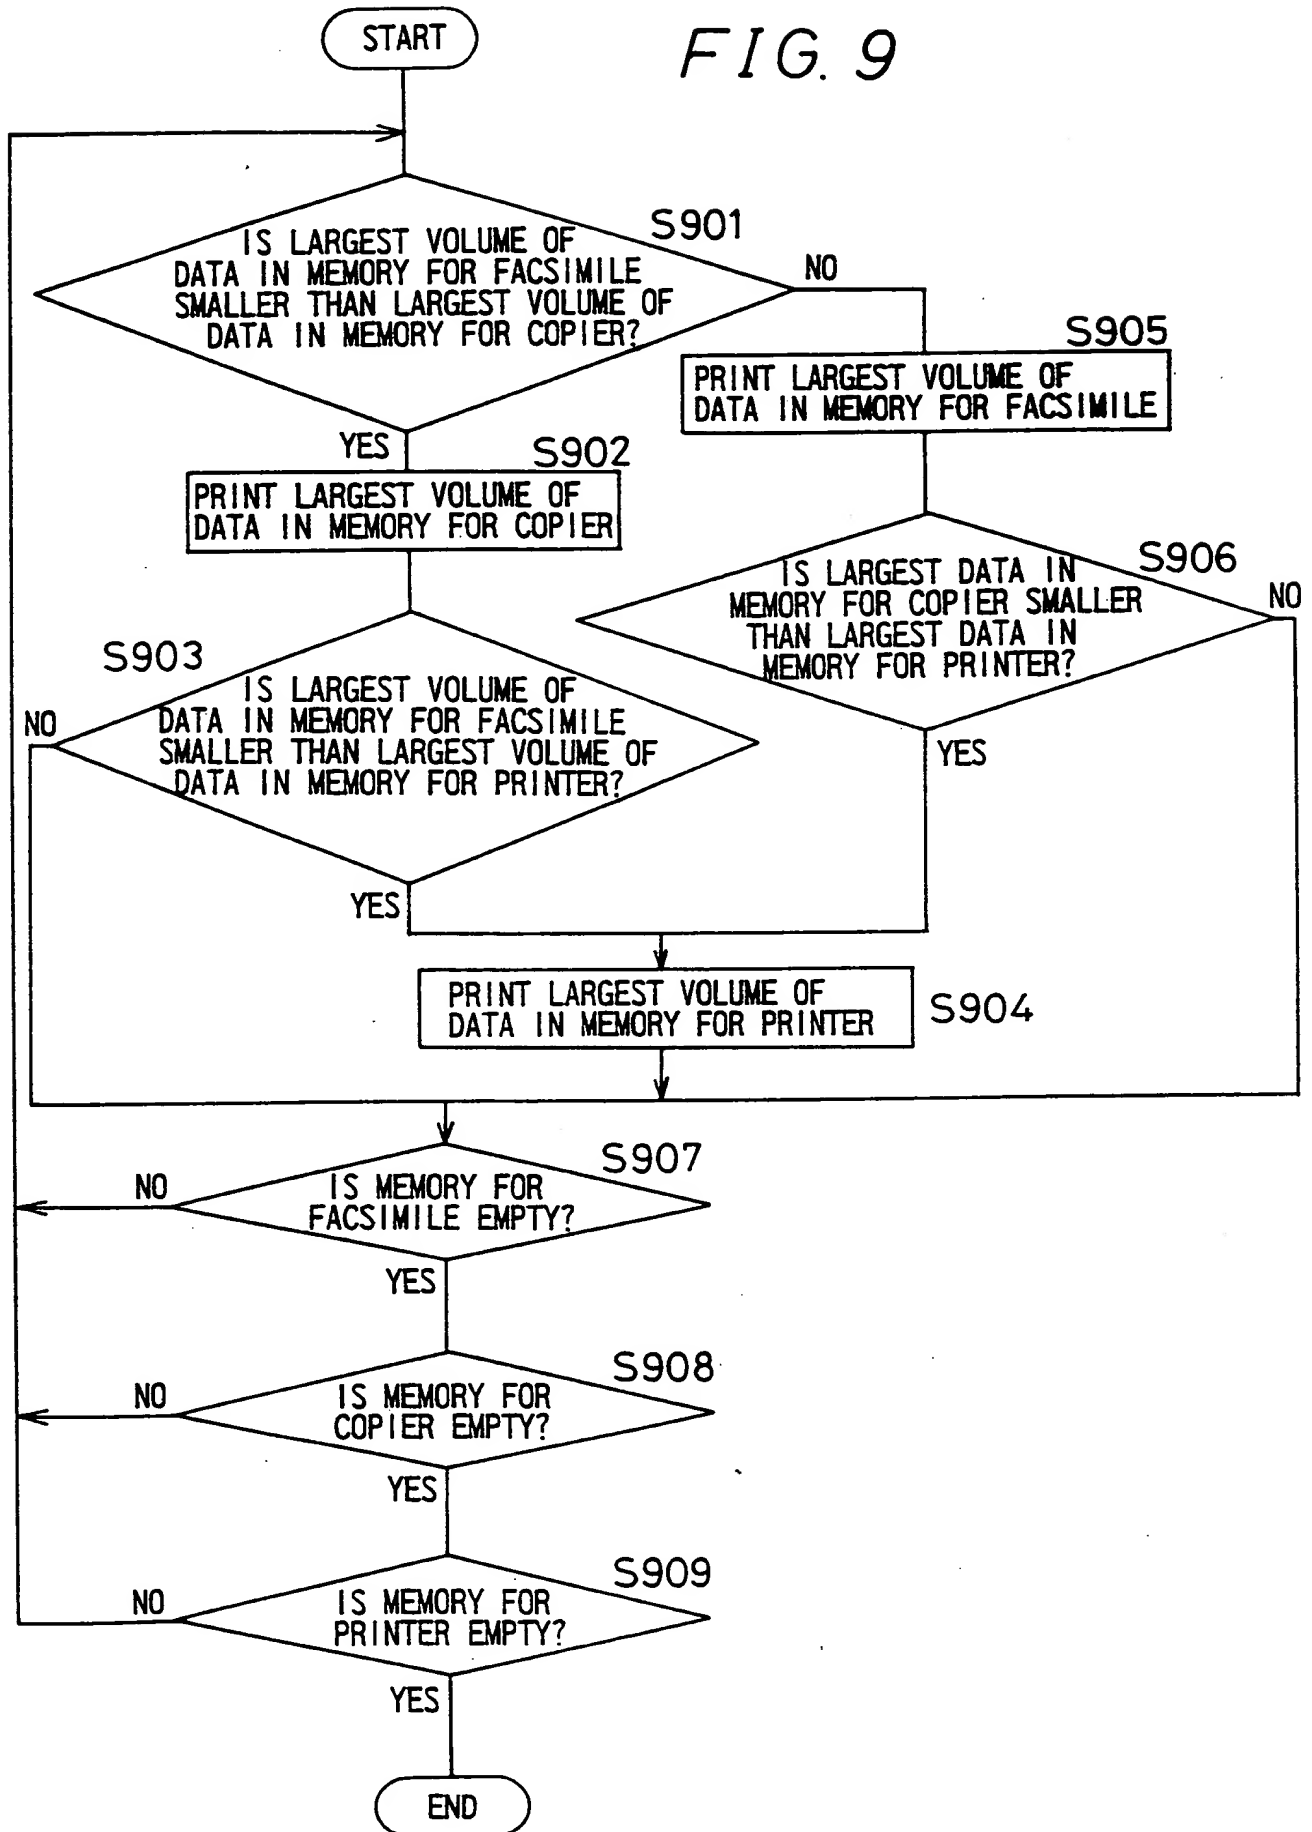 START
FIG. 9
S901
IS LARGEST VOLUME OF
DATA IN MEMORY FOR FACSIMILE
SMALLER THAN LARGEST VOLUME OF
DATA IN MEMORY FOR COPIER?
NO
YES
S905
PRINT LARGEST VOLUME OF
DATA IN MEMORY FOR FACSIMILE
S902
PRINT LARGEST VOLUME OF
DATA IN MEMORY FOR COPIER
S906
IS LARGEST DATA IN
MEMORY FOR COPIER SMALLER
THAN LARGEST DATA IN
MEMORY FOR PRINTER?
NO
YES
S903
IS LARGEST VOLUME OF
DATA IN MEMORY FOR FACSIMILE
SMALLER THAN LARGEST VOLUME OF
DATA IN MEMORY FOR PRINTER?
NO
YES
PRINT LARGEST VOLUME OF
DATA IN MEMORY FOR PRINTER
S904
S907
IS MEMORY FOR
FACSIMILE EMPTY?
NO
YES
S908
IS MEMORY FOR
COPIER EMPTY?
NO
YES
S909
IS MEMORY FOR
PRINTER EMPTY?
NO
YES
END